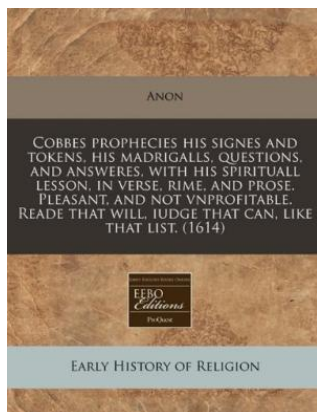 ANON
COBBES PROPHECIES HIS SIGNES AND
TOKENS, HIS MADRIGALLS, QUESTIONS,
AND ANSWERES, WITH HIS SPIRITUALL
LESSON, IN VERSE, RIME, AND PROSE.
PLEASANT, AND NOT VNPROFITABLE.
READE THAT WILL, IUDGE THAT CAN, LIKE
THAT LIST. (1614)
EEBO
Editions
ProQuest
EARLY HISTORY OF RELIGION